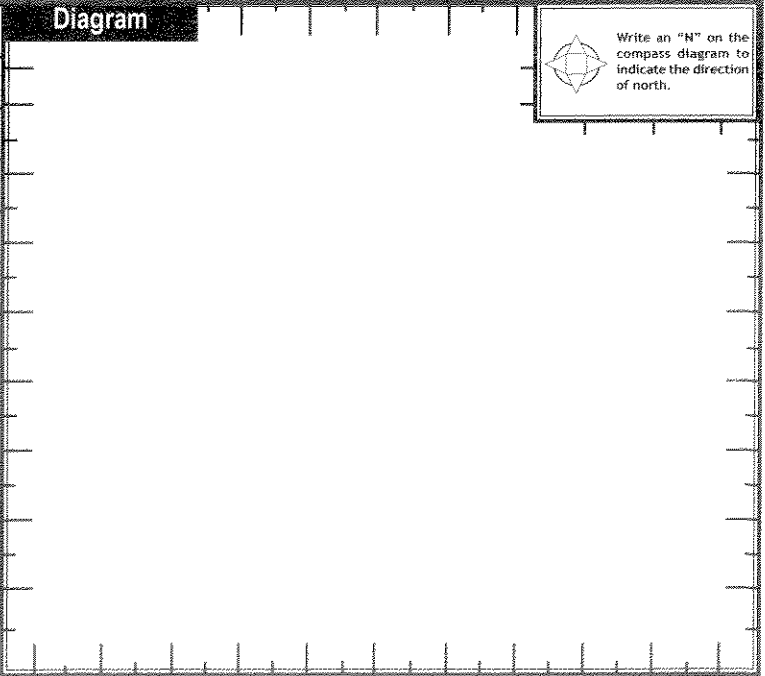 Diagram
Write an "N" on the
compass diagram to
indicate the direction
of north.